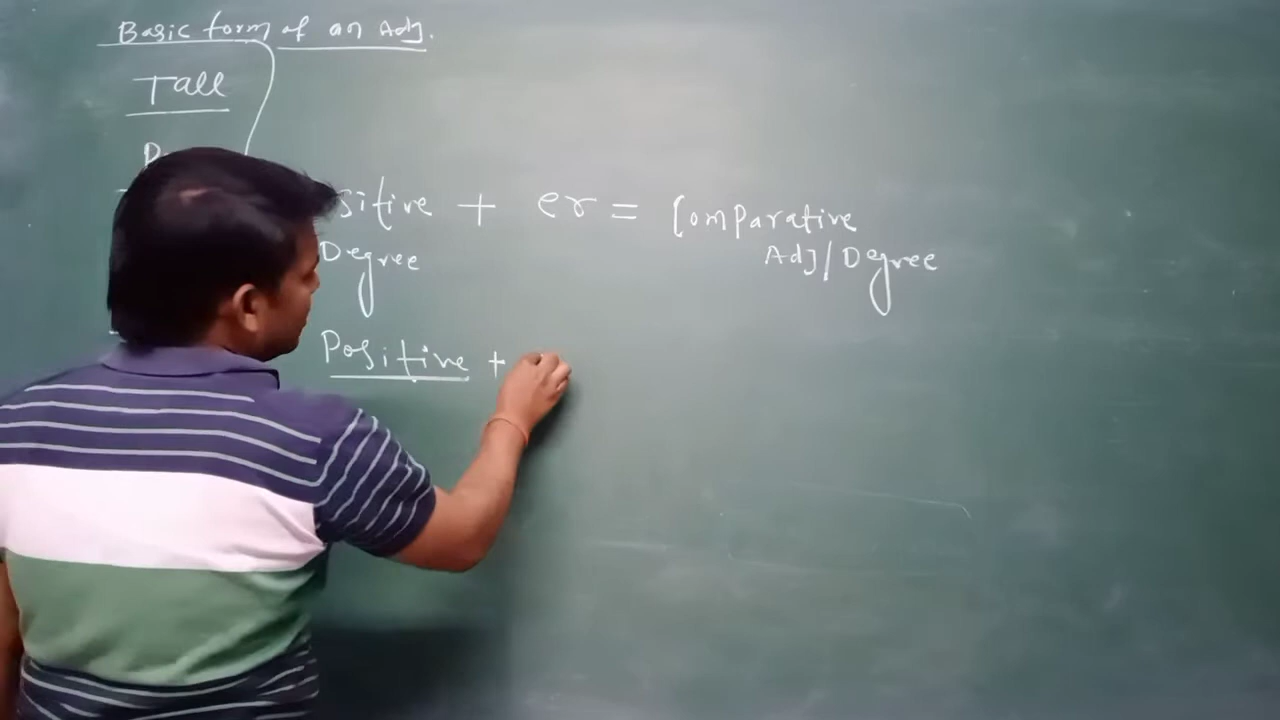 Basic form of an Adj.
Tall
sitive + er = Comparative
Degree Adj/Degree
Positive +